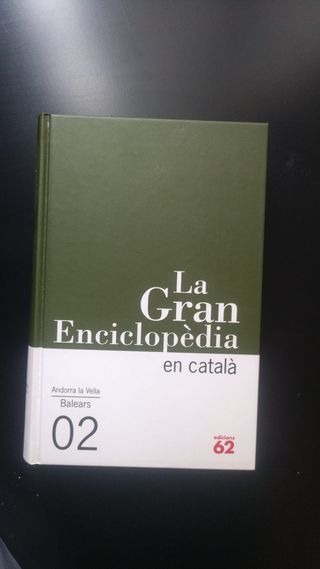 La
Gran
Enciclopèdia
en català
Andorra la Vella
Balears
02
edicions
62